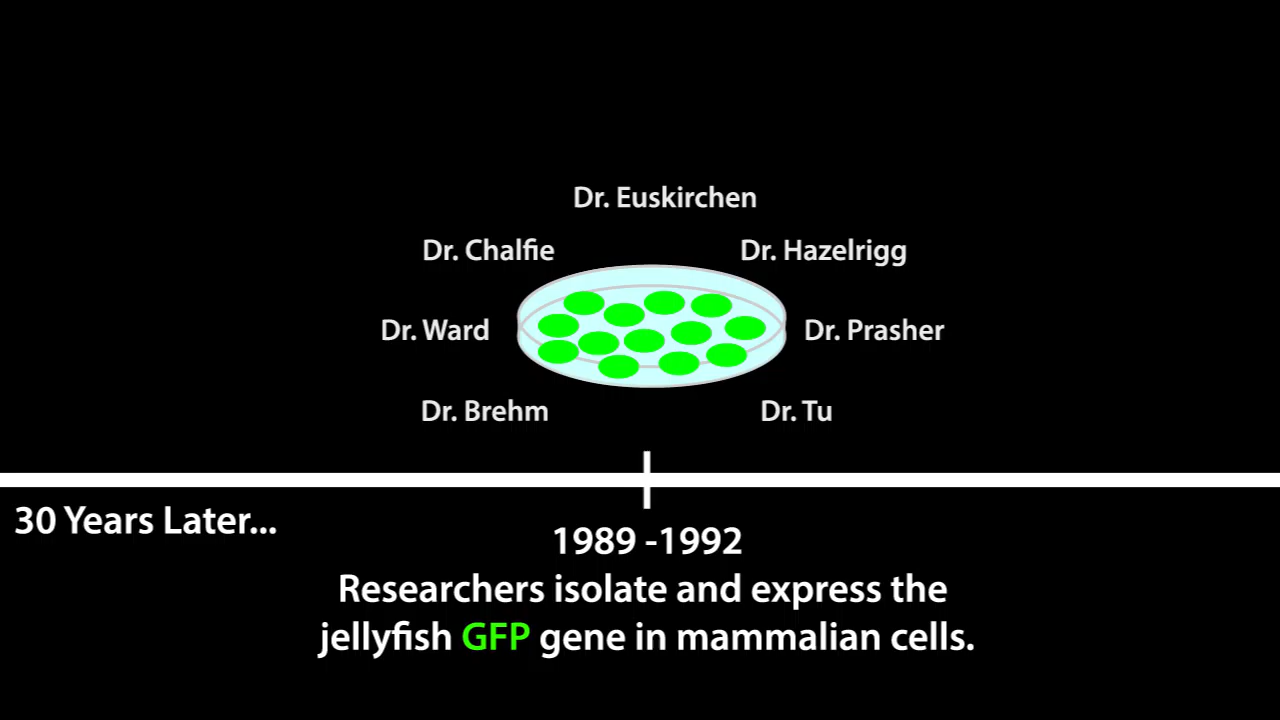 Dr. Euskirchen
Dr. Chalfie
Dr. Hazelrigg
Dr. Ward
Dr. Prasher
Dr. Brehm
Dr. Tu
30 Years Later...
1989 -1992
Researchers isolate and express the
jellyfish GFP gene in mammalian cells.